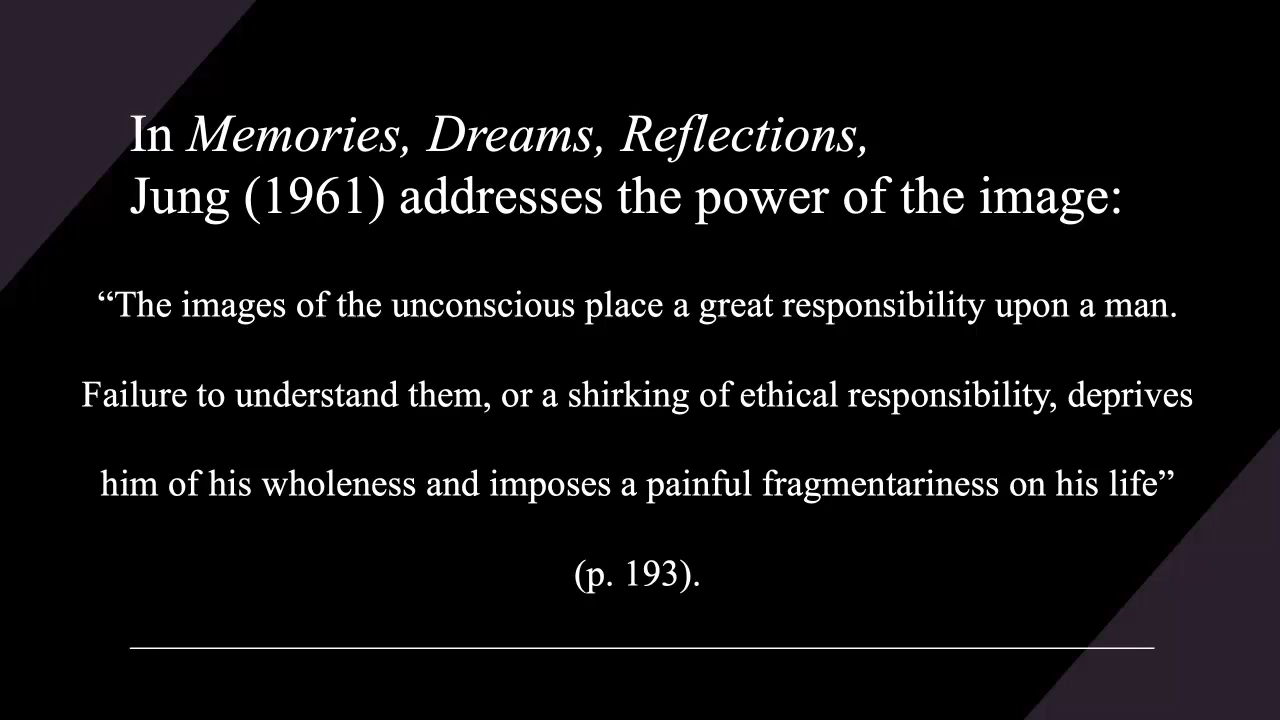 In Memories, Dreams, Reflections,
Jung (1961) addresses the power of the image:
“The images of the unconscious place a great responsibility upon a man.
Failure to understand them, or a shirking of ethical responsibility, deprives
him of his wholeness and imposes a painful fragmentariness on his life”
(p. 193).